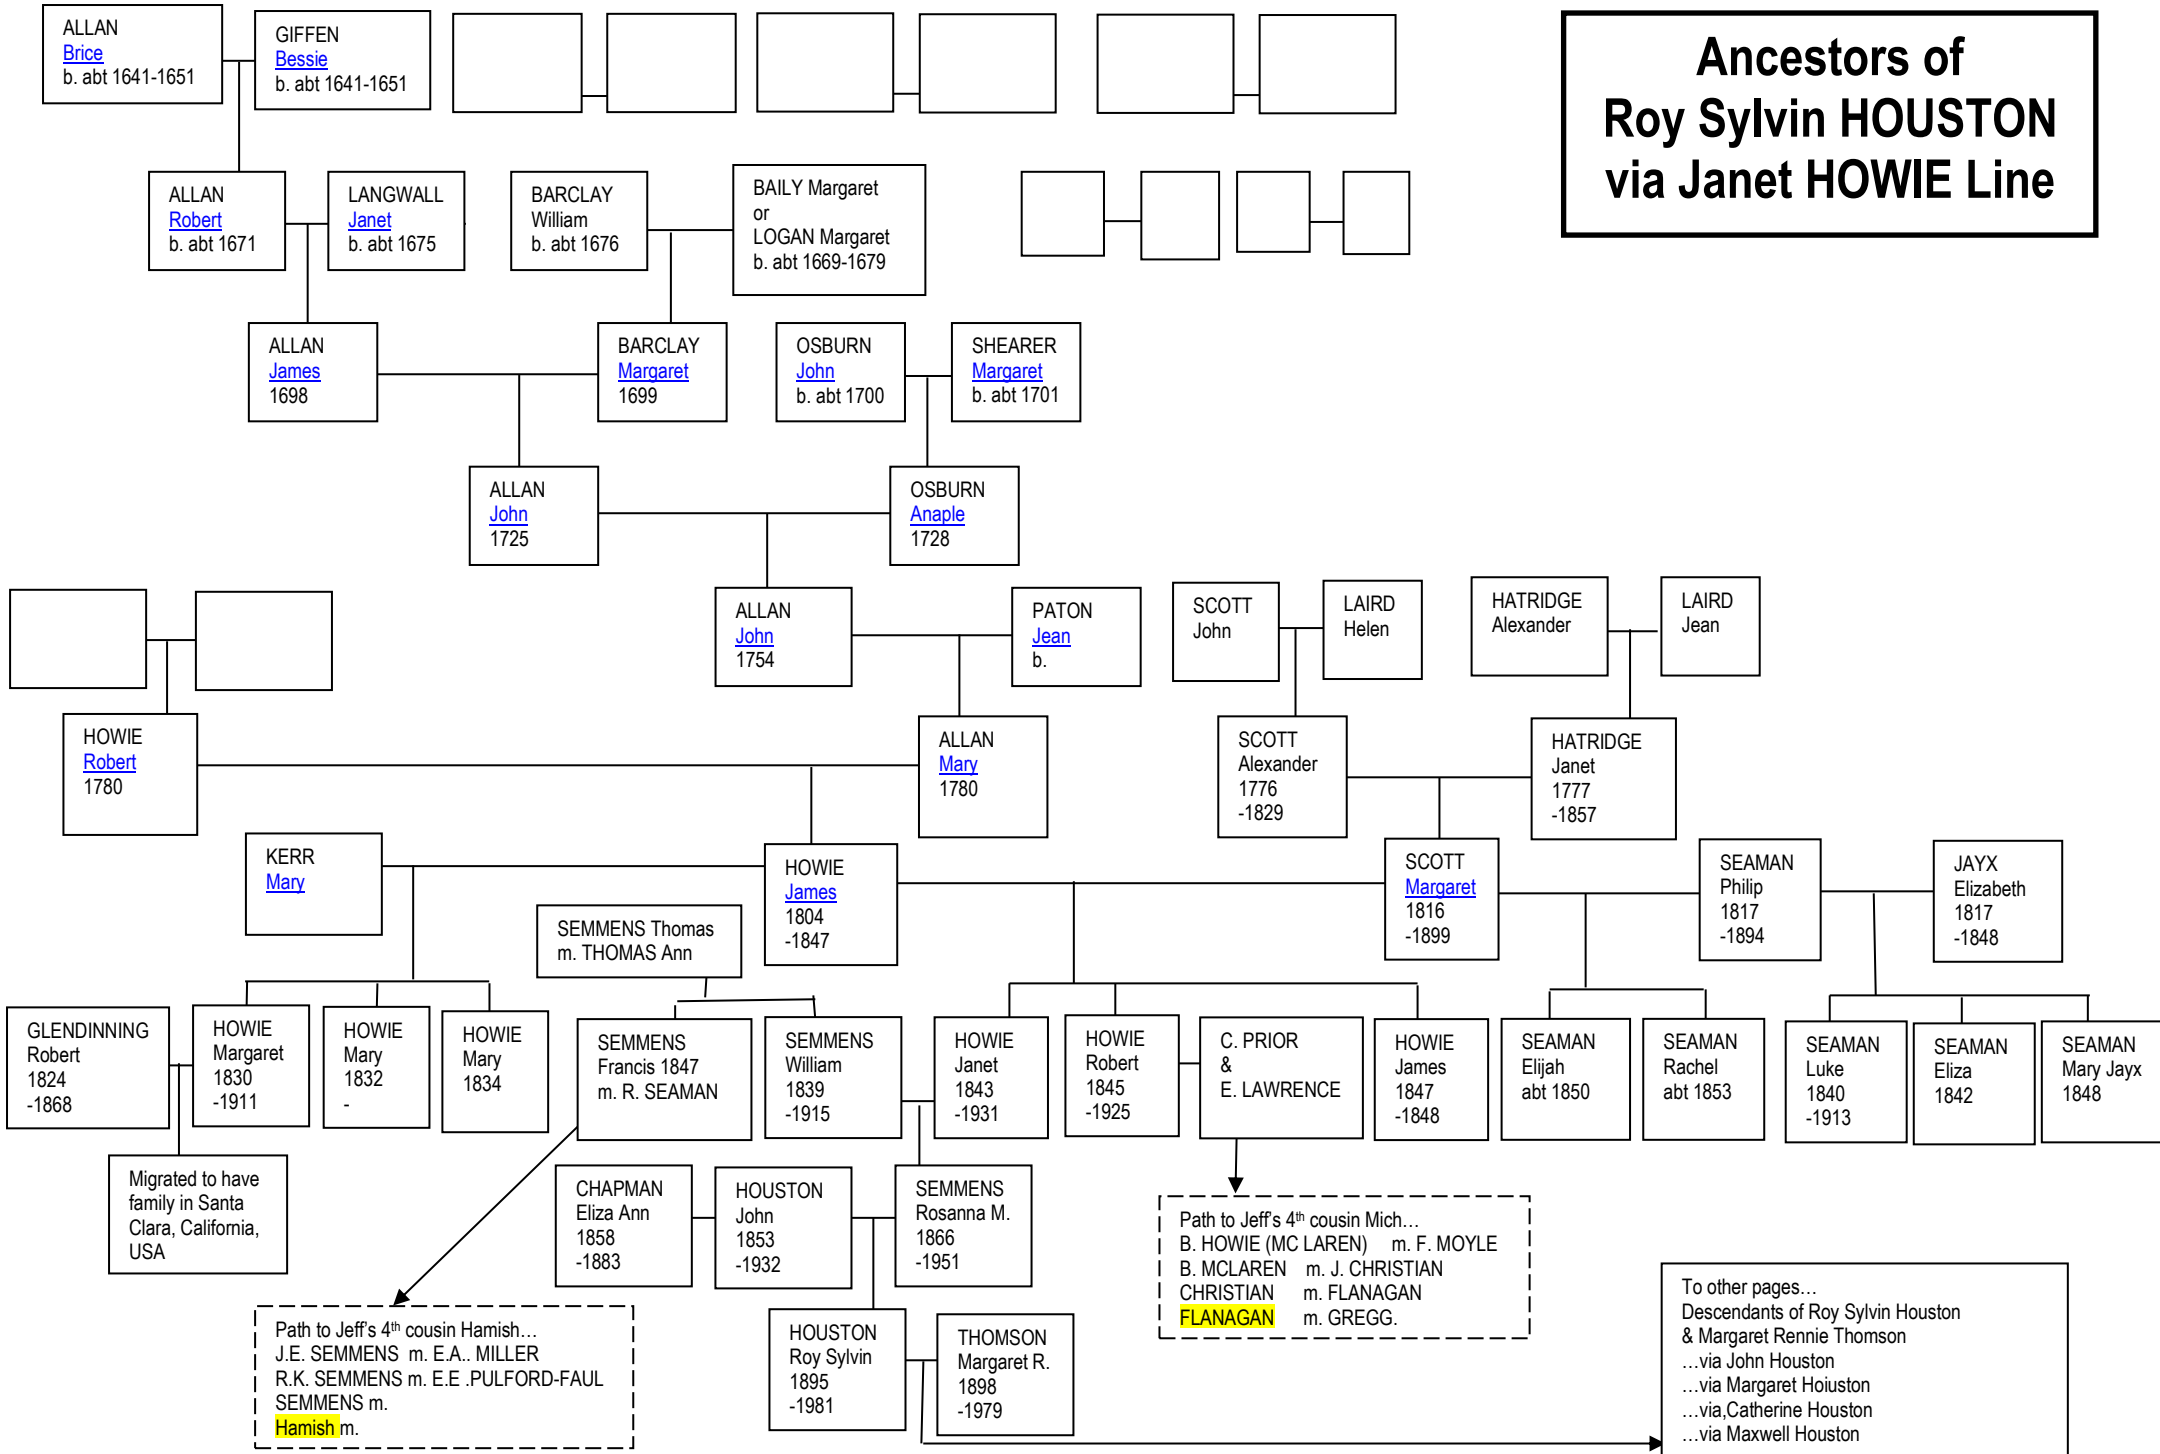 ALLAN
Brice
b. abt 1641-1651
GIFFEN
Bessie
b. abt 1641-1651
Ancestors of
Roy Sylvin HOUSTON
via Janet HOWIE Line
ALLAN
Robert
b. abt 1671
LANGWALL
Janet
b. abt 1675
BARCLAY
William
b. abt 1676
BAILY Margaret
or
LOGAN Margaret
b. abt 1669-1679
ALLAN
James
1698
BARCLAY
Margaret
1699
OSBURN
John
b. abt 1700
SHEARER
Margaret
b. abt 1701
ALLAN
John
1725
OSBURN
Anaple
1728
ALLAN
John
1754
PATON
Jean
b.
SCOTT
John
LAIRD
Helen
HATRIDGE
Alexander
LAIRD
Jean
HOWIE
Robert
1780
ALLAN
Mary
1780
SCOTT
Alexander
1776
-1829
HATRIDGE
Janet
1777
-1857
KERR
Mary
HOWIE
James
1804
-1847
SCOTT
Margaret
1816
-1899
SEAMAN
Philip
1817
-1894
JAYX
Elizabeth
1817
-1848
SEMMENS Thomas
m. THOMAS Ann
GLENDINNING
Robert
1824
-1868
HOWIE
Margaret
1830
-1911
HOWIE
Mary
1832
-
HOWIE
Mary
1834
SEMMENS
Francis 1847
m. R. SEAMAN
SEMMENS
William
1839
-1915
HOWIE
Janet
1843
-1931
HOWIE
Robert
1845
-1925
C. PRIOR
&
E. LAWRENCE
HOWIE
James
1847
-1848
SEAMAN
Elijah
abt 1850
SEAMAN
Rachel
abt 1853
SEAMAN
Luke
1840
-1913
SEAMAN
Eliza
1842
SEAMAN
Mary Jayx
1848
Migrated to have
family in Santa
Clara, California,
USA
CHAPMAN
Eliza Ann
1858
-1883
HOUSTON
John
1853
-1932
SEMMENS
Rosanna M.
1866
-1951
Path to Jeff's 4th cousin Mich…
B. HOWIE (MC LAREN) m. F. MOYLE
B. MCLAREN m. J. CHRISTIAN
CHRISTIAN m. FLANAGAN
FLANAGAN m. GREGG.
Path to Jeff's 4th cousin Hamish…
J.E. SEMMENS m. E.A.. MILLER
R.K. SEMMENS m. E.E .PULFORD-FAUL
SEMMENS m.
Hamish m.
HOUSTON
Roy Sylvin
1895
-1981
THOMSON
Margaret R.
1898
-1979
To other pages…
Descendants of Roy Sylvin Houston
& Margaret Rennie Thomson
…via John Houston
…via Margaret Hoiuston
…via,Catherine Houston
…via Maxwell Houston